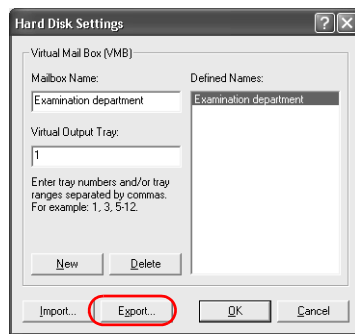 Hard Disk Settings
Virtual Mail Box (VMB)
Mailbox Name:
Examination department
Virtual Output Tray:
1
Enter tray numbers and/or tray
ranges separated by commas.
For example: 1, 3, 5-12.
New
Delete
Defined Names:
Examination department
Import...
Export...
OK
Cancel